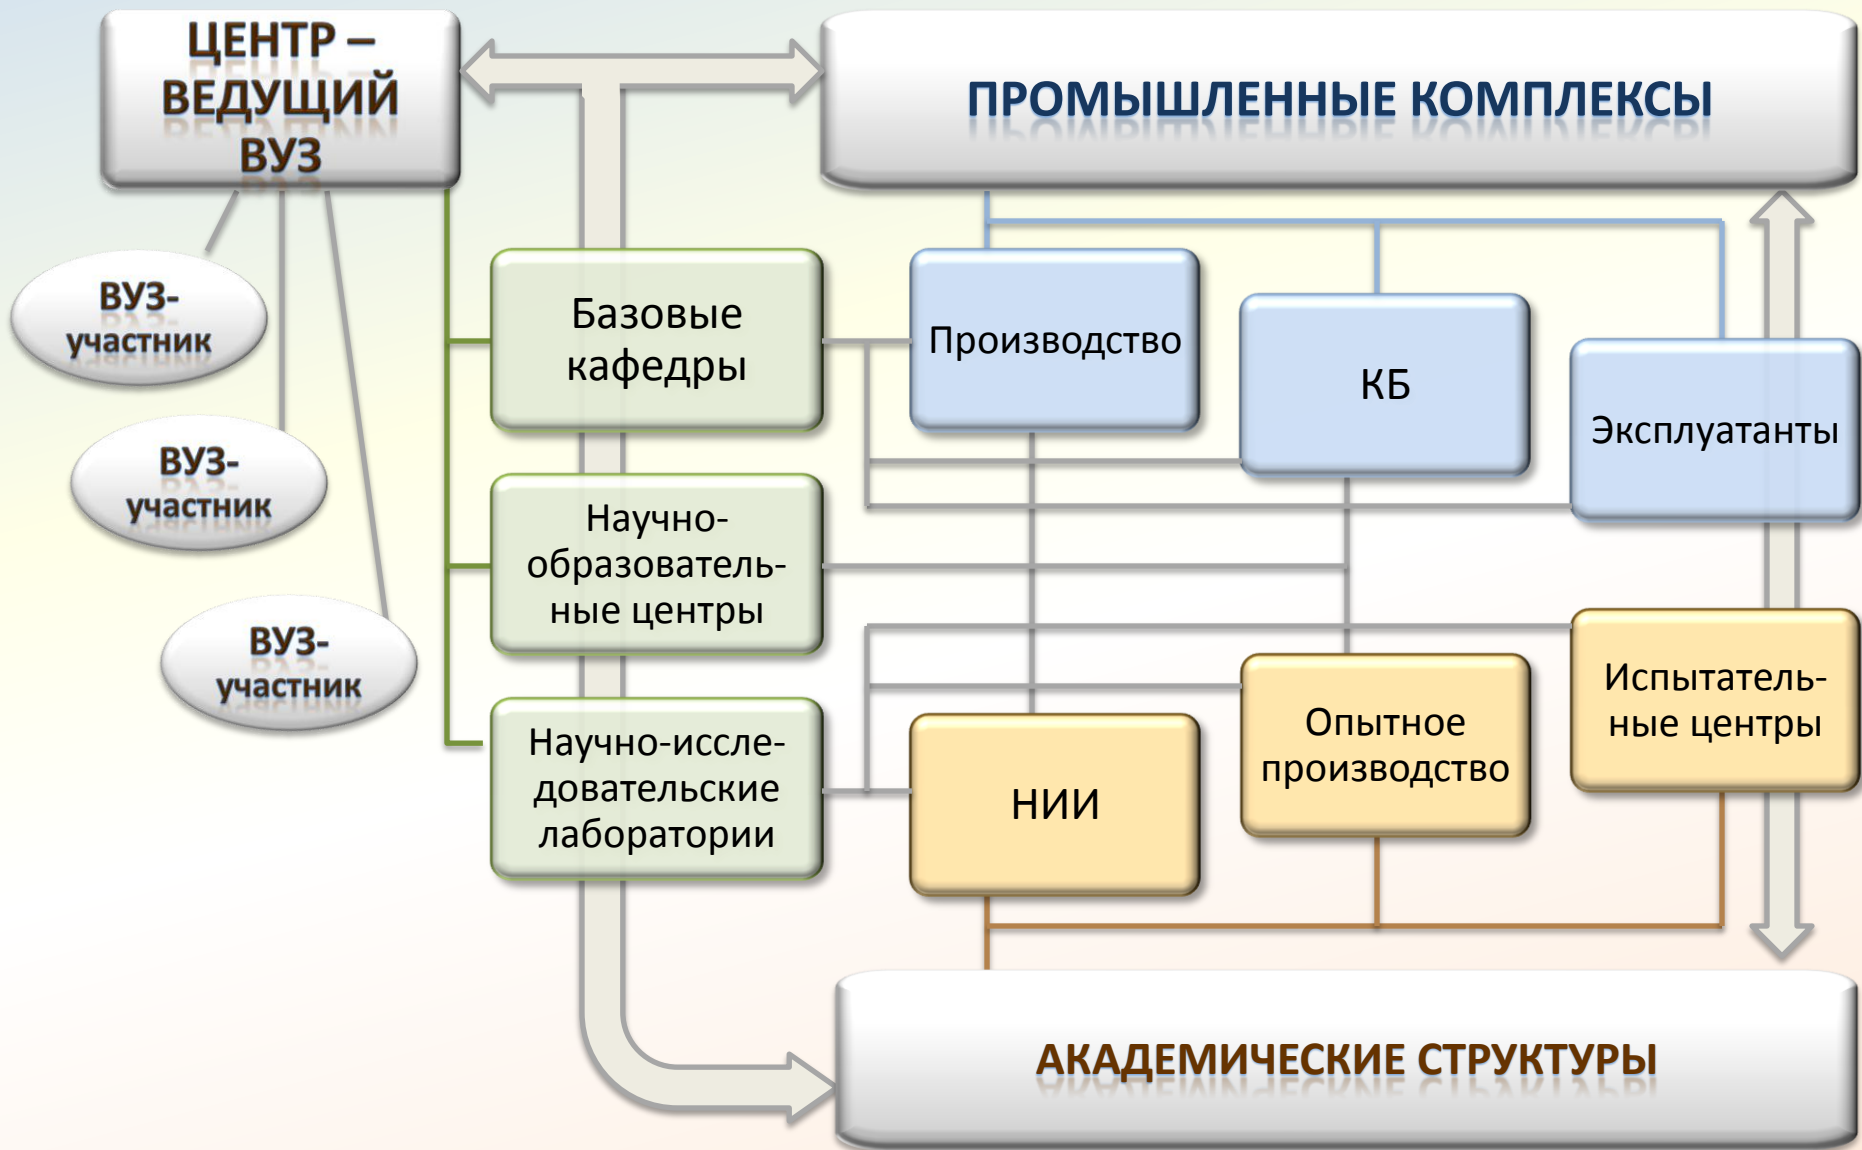 ЦЕНТР –
ВЕДУЩИЙ
ВУЗ
ПРОМЫШЛЕННЫЕ КОМПЛЕКСЫ
ВУЗ-
участник
ВУЗ-
участник
ВУЗ-
участник
Базовые
кафедры
Научно-
образователь-
ные центры
Научно-иссле-
довательские
лаборатории
Производство
КБ
Эксплуатанты
НИИ
Опытное
производство
Испытатель-
ные центры
АКАДЕМИЧЕСКИЕ СТРУКТУРЫ